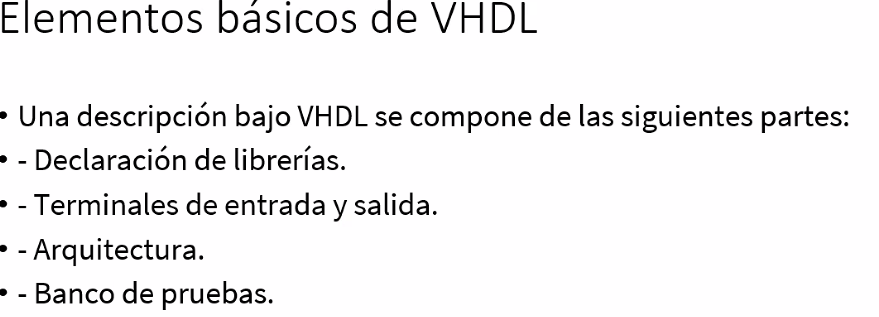 Elementos básicos de VHDL
• Una descripción bajo VHDL se compone de las siguientes partes:
• - Declaración de librerías.
• - Terminales de entrada y salida.
• - Arquitectura.
• - Banco de pruebas.